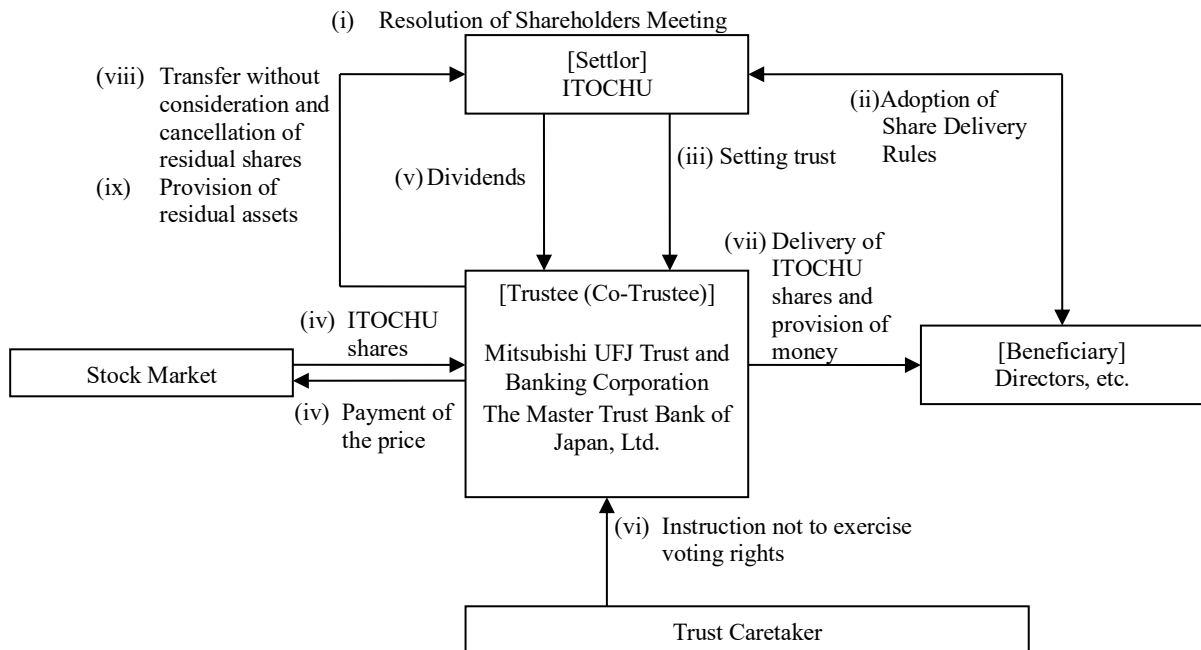 (i) Resolution of Shareholders Meeting
[Settlor]
ITOCHU
(viii) Transfer without
consideration and
cancellation of
residual shares
(ix) Provision of
residual assets
(ii)Adoption of
Share Delivery
Rules
(v) Dividends
(iii) Setting trust
(vii) Delivery of
ITOCHU
shares and
provision of
money
[Trustee (Co-Trustee)]
Mitsubishi UFJ Trust and
Banking Corporation
The Master Trust Bank of
Japan, Ltd.
(iv) ITOCHU
shares
Stock Market
(iv) Payment of
the price
[Beneficiary]
Directors, etc.
(vi) Instruction not to exercise
voting rights
Trust Caretaker